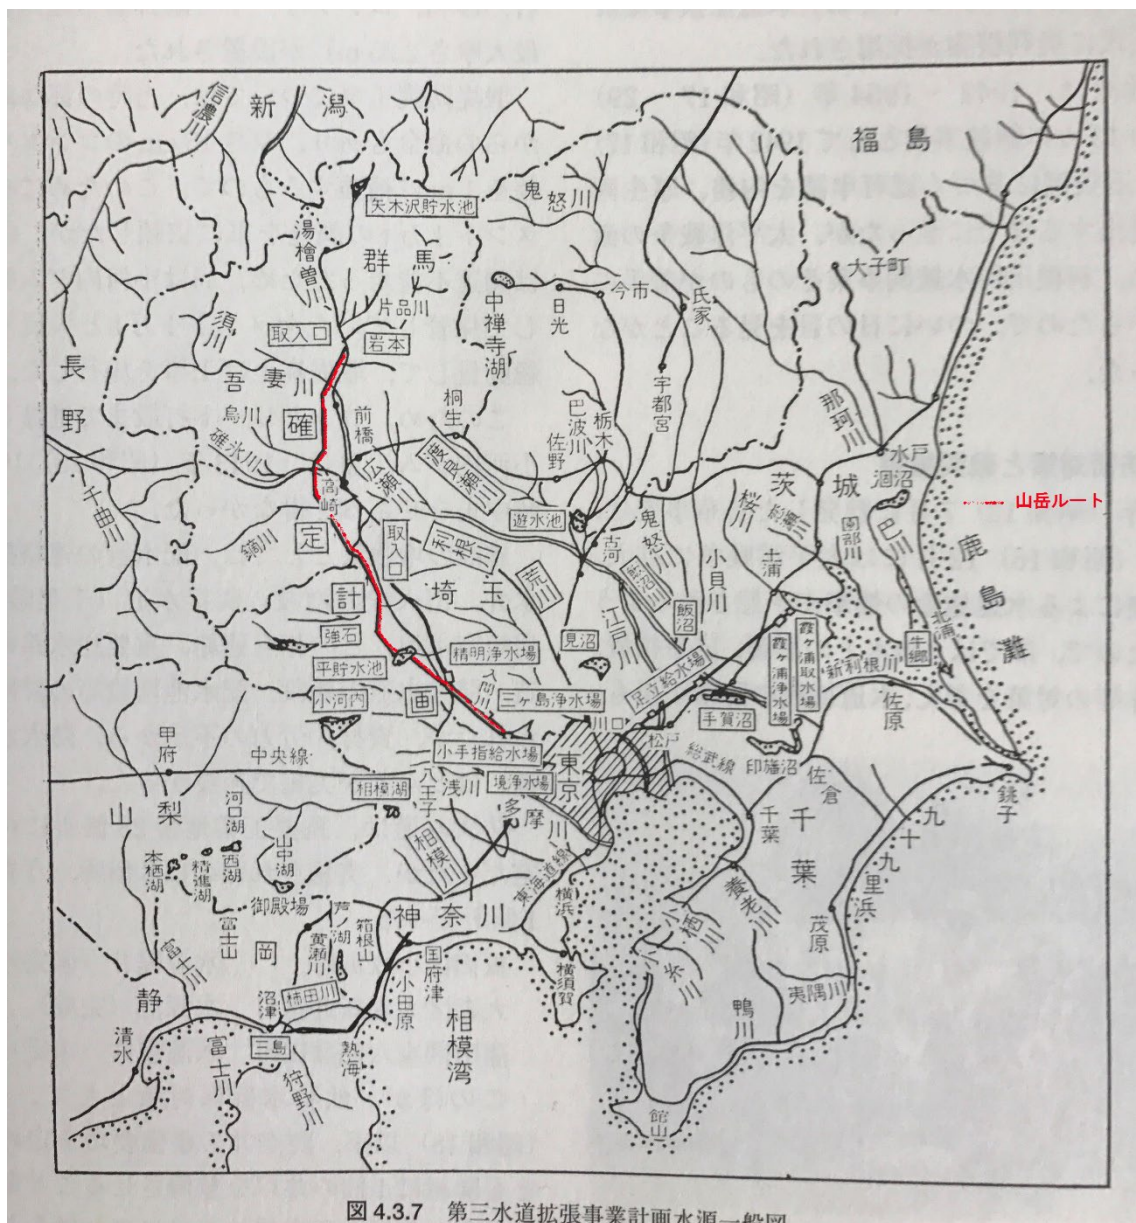 新潟
信濃川
福島
鬼怒川
矢木沢貯水池
湯檜曽川
群馬
大子町
片品川
中禅寺湖
日光
今市
氏家
取入口
岩本
須川
長野
吾妻川
宇都宮
烏川
桐生
巴波川
栃木
佐野
那珂川
確定計画
前橋
碓氷川
広瀬川
渡良瀬川
水戸
涸沼
茨城
山岳ルート
千曲川
高崎
遊水池
桜川
恋瀬川
園部川
巴川
鹿島灘
鏑川
取入口
利根川
古河
鬼怒川
小貝川
土浦
埼玉
荒川
飯沼
江戸川
北浦
強石
精明浄水場
見沼
霞ヶ浦取水場
霞ヶ浦浄水場
牛堀
平貯水池
入間川
足立給水場
新利根川
小河内
三ヶ島浄水場
手賀沼
佐原
川口
松戸
甲府
中央線
小手指給水場
総武線
印旛沼
佐倉
東京
境浄水場
八王子
浅川
相模湖
銚子
山梨
河口湖
多摩川
千葉
千葉
九十九里浜
相模川
西湖
山中湖
精進湖
本栖湖
東海道線
横浜
養老川
御殿場
富士山
芦ノ湖
箱根山
神奈川
小櫃川
茂原
静岡
黄瀬川
富士川
国府津
小糸川
横須賀
夷隅川
柿田川
小田原
沼津
鴨川
清水
富士川
三島
熱海
相模湾
狩野川
館山
図 4.3.7 第三水道拡張事業計画水源一般図